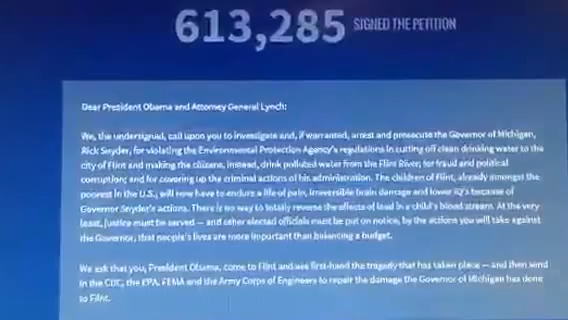 613,285 SIGNED THE PETITION
Dear President Obama and Attorney General Lynch:
We, the undersigned, call upon you to investigate and, if warranted, arrest and prosecute the Governor of Michigan,
Rick Snyder, for violating the Environmental Protection Agency's regulations in cutting off clean drinking water to the
city of Flint and making the citizens, instead, drink polluted water from the Flint River; for fraud and political
corruption; and for covering up the criminal actions of his administration. The children of Flint, already amongst the
poorest in the U.S., will now have to endure a life of pain, irreversible brain damage and lower IQ's because of
Governor Snyder's actions. There is no way to totally reverse the effects of lead in a child's blood stream. At the very
least, justice must be served — and other elected officials must be put on notice, by the actions you will take against
the Governor, that people's lives are more important than balancing a budget.
We ask that you, President Obama, come to Flint and see first-hand the tragedy that has taken place — and then send
in the CDC, the EPA, FEMA and the Army Corps of Engineers to repair the damage the Governor of Michigan has done
to Flint.